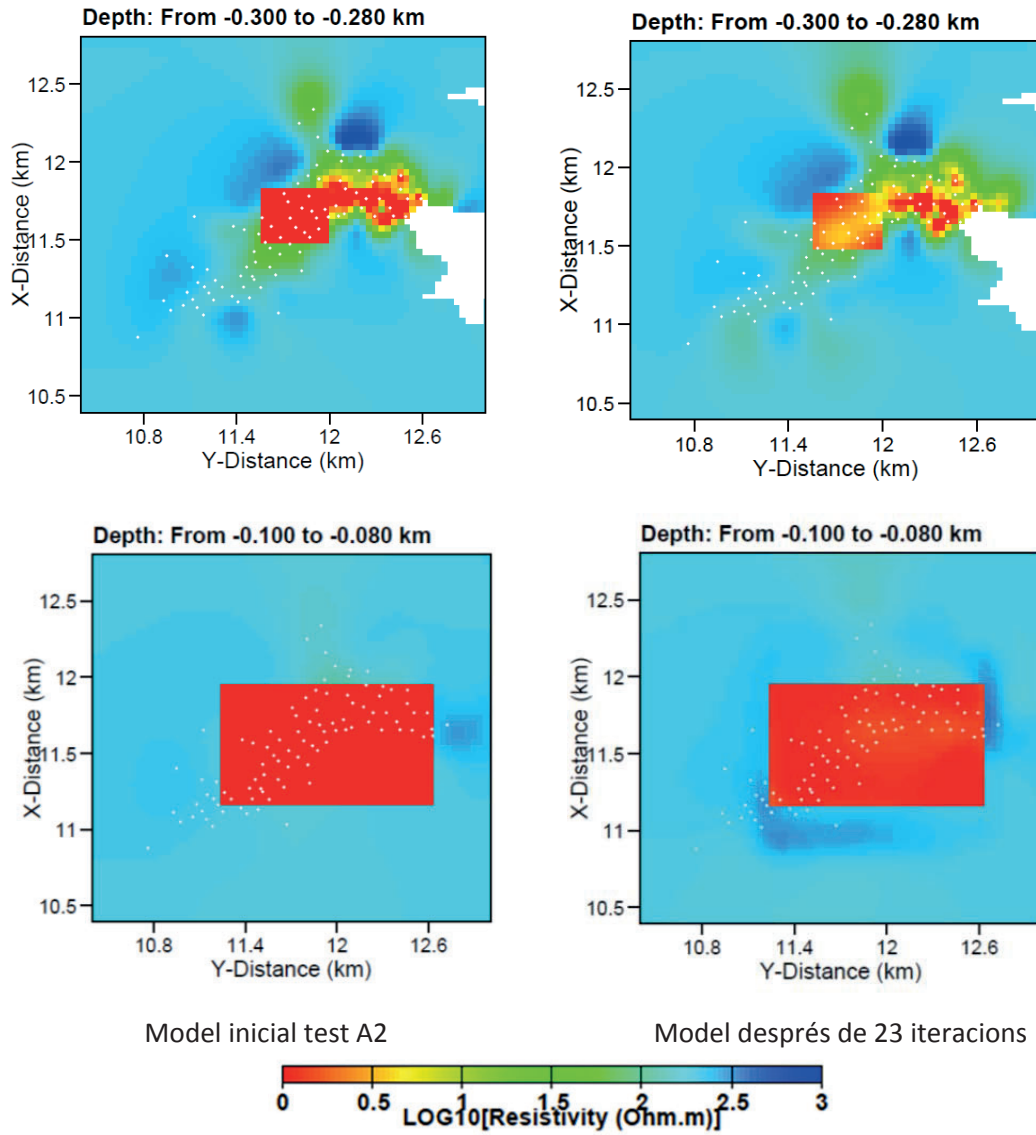 Depth: From -0.300 to -0.280 km
12.5
12
11.5
11
10.5
X-Distance (km)
10.8 11.4 12 12.6
Y-Distance (km)
Depth: From -0.300 to -0.280 km
12.5
12
11.5
11
10.5
X-Distance (km)
10.8 11.4 12 12.6
Y-Distance (km)
Depth: From -0.100 to -0.080 km
12.5
12
11.5
11
10.5
X-Distance (km)
10.8 11.4 12 12.6
Y-Distance (km)
Depth: From -0.100 to -0.080 km
12.5
12
11.5
11
10.5
X-Distance (km)
10.8 11.4 12 12.6
Y-Distance (km)
Model inicial test A2
Model després de 23 iteracions
0 0.5 1 1.5 2 2.5 3
LOG10[Resistivity (Ohm.m)]